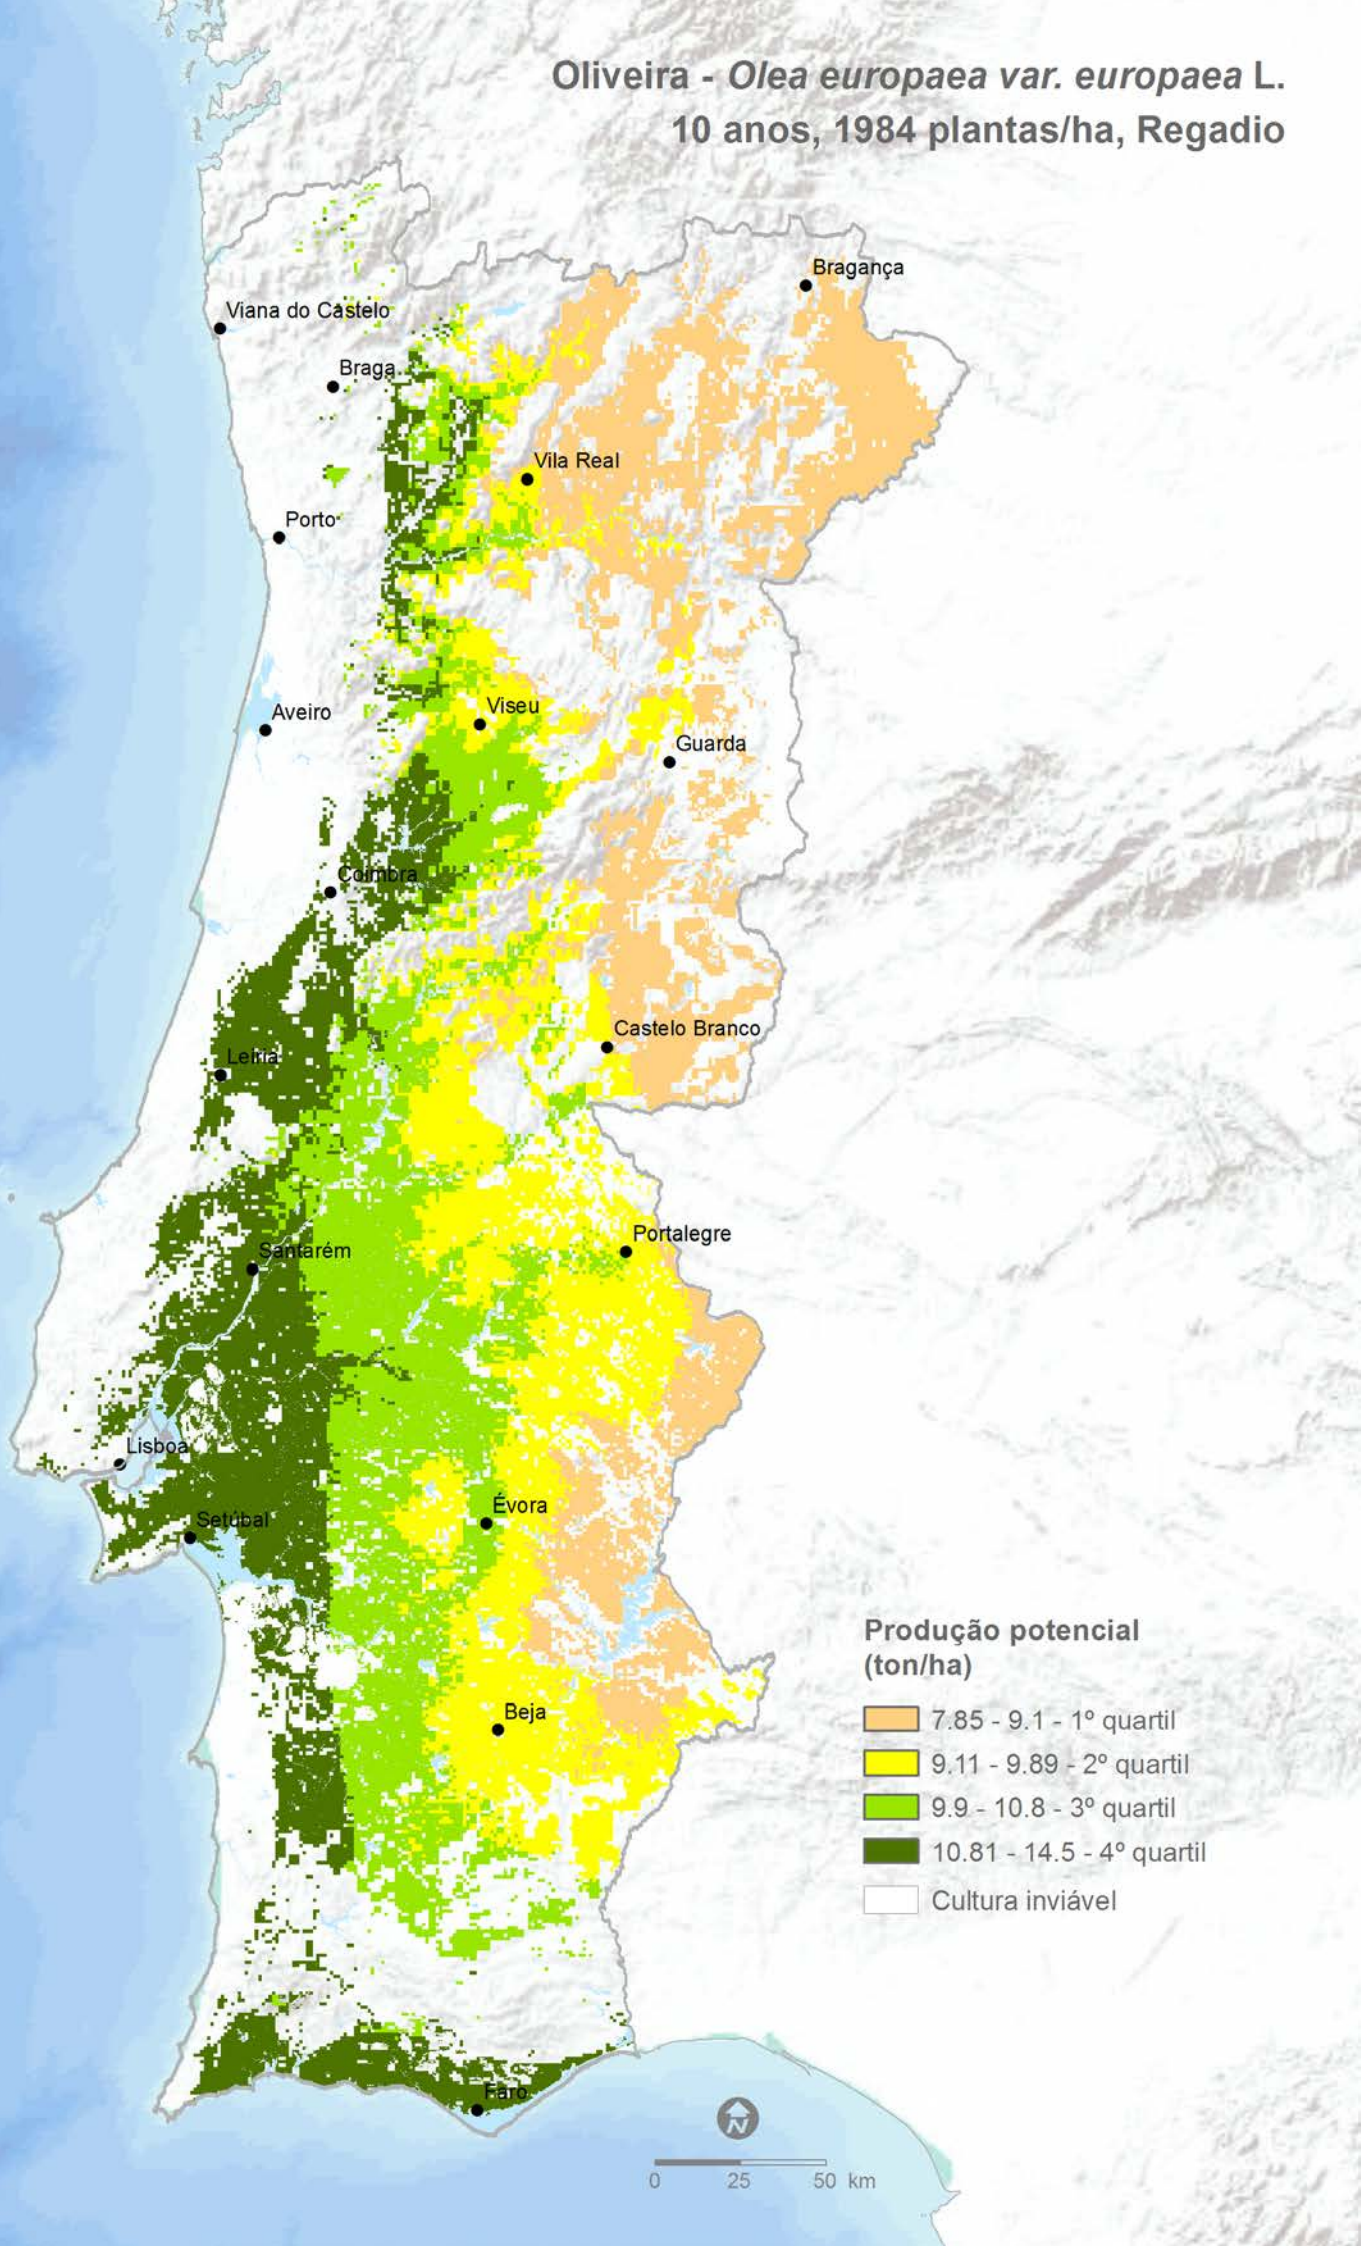 Oliveira - Olea europaea var. europaea L.
10 anos, 1984 plantas/ha, Regadio
Bragança
Viana do Castelo
Braga
Vila Real
Porto
Viseu
Aveiro
Guarda
Coimbra
Castelo Branco
Leiria
Portalegre
Santarém
Lisboa
Évora
Setúbal
Beja
Faro
Produção potencial
(ton/ha)
7.85 - 9.1 - 1º quartil
9.11 - 9.89 - 2º quartil
9.9 - 10.8 - 3º quartil
10.81 - 14.5 - 4º quartil
Cultura inviável
N
0 25 50 km